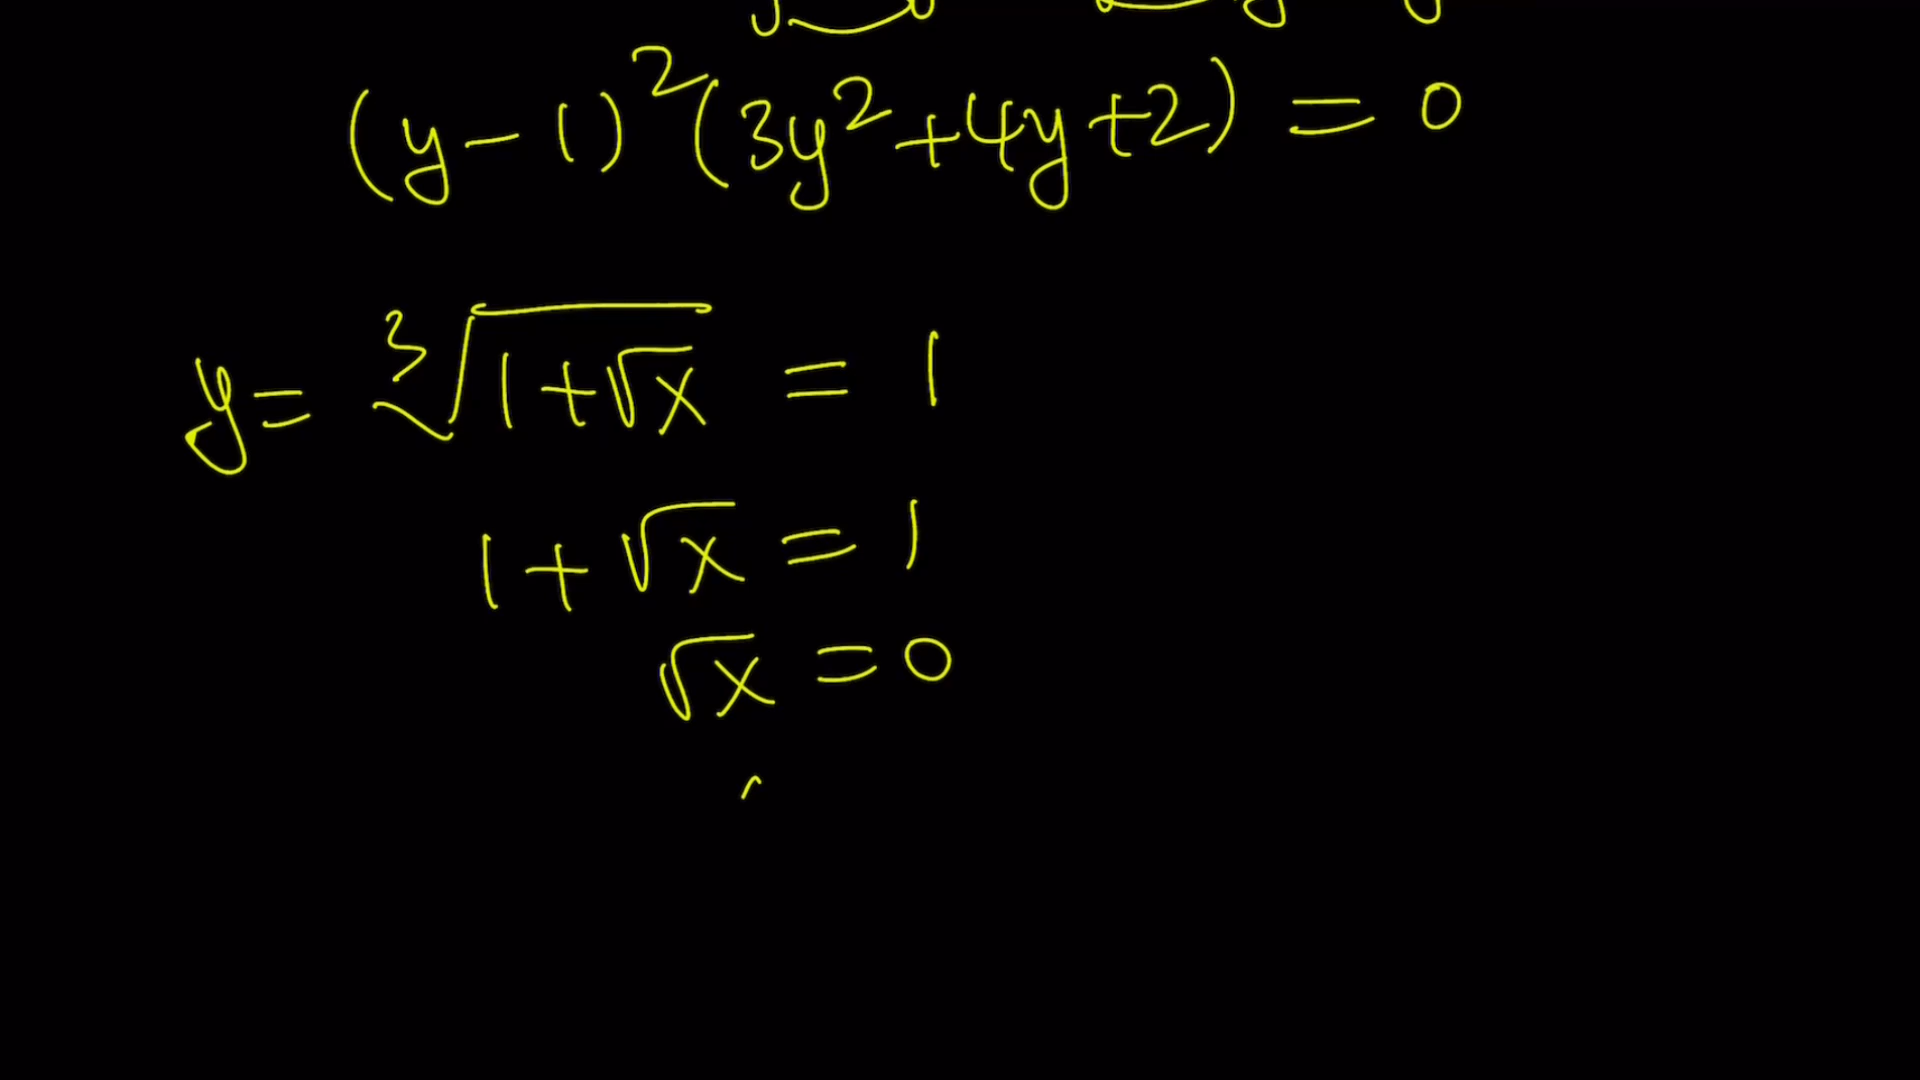 (y-1)²(3y²+4y+2) = 0
y= ∛(1+√x) = 1
1+√x = 1
√x = 0